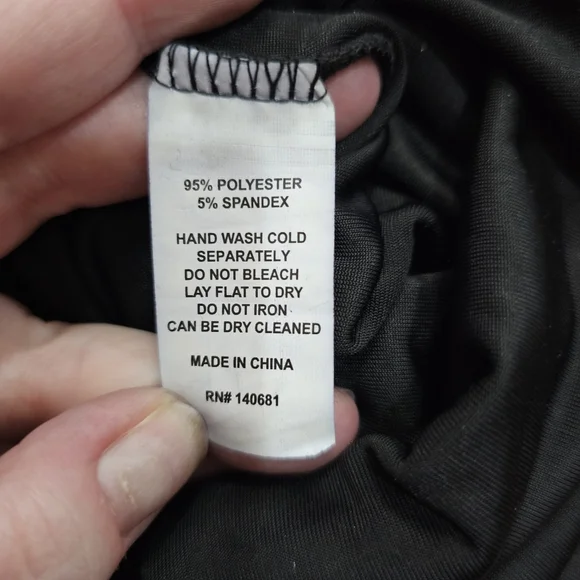 95% POLYESTER
5% SPANDEX
HAND WASH COLD
SEPARATELY
DO NOT BLEACH
LAY FLAT TO DRY
DO NOT IRON
CAN BE DRY CLEANED
MADE IN CHINA
RN# 140681